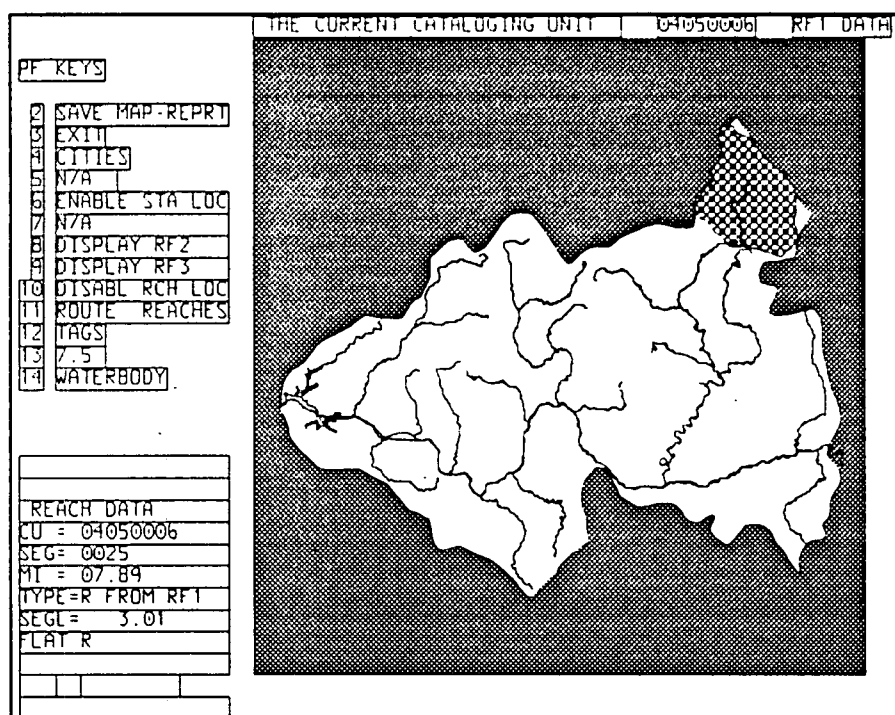 THE CURRENT CATALOGING UNIT 04050006 RF1 DATA
PF KEYS
2 SAVE MAP-REPRT
3 EXIT
4 CITIES
5 N/A
6 ENABLE STA LOC
7 N/A
8 DISPLAY RF2
9 DISPLAY RF3
10 DISABL RCH LOC
11 ROUTE REACHES
12 TAGS
13 7.5
14 WATERBODY
REACH DATA
CU = 04050006
SEG= 0025
MI = 07.89
TYPE=R FROM RF1
SEGL= 3.01
FLAT R